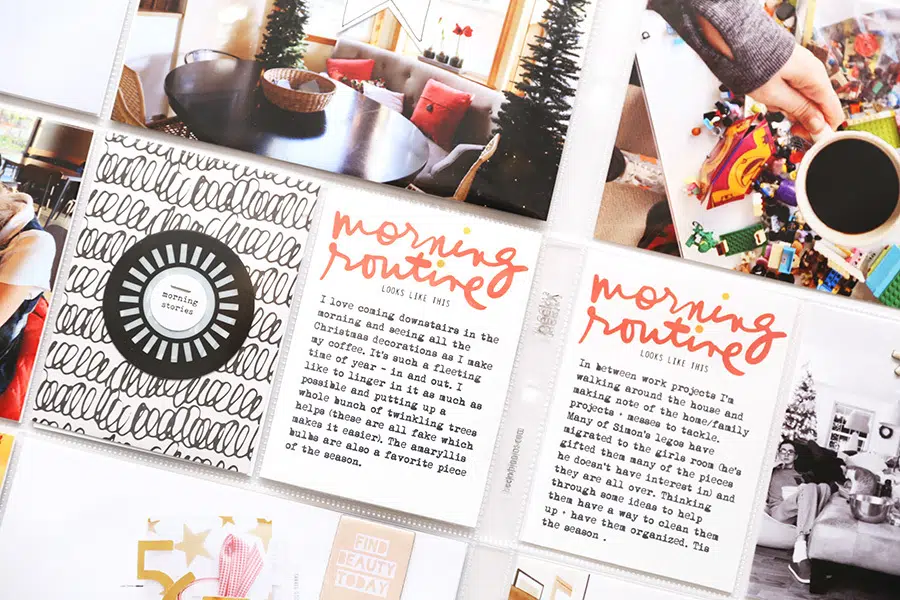 morning
stories
morning
routine
LOOKS LIKE THIS
I love coming downstairs in the
morning and seeing all the
Christmas decorations as I make
my coffee. It's such a fleeting
time of year - in and out. I
like to linger in it as much as
possible and putting up a
whole bunch of twinkling trees
helps (these are all fake which
makes it easier). The amaryllis
bulbs are also a favorite piece
of the season.
morning
routine
LOOKS LIKE THIS
In between work projects I'm
walking around the house and
making note of the home/family
projects + messes to tackle.
Many of Simon's legos have
migrated to the girls room (he's
gifted them many of the pieces
he doesn't have interest in) and
they are all over. Thinking
through some ideas to help
them have a way to clean them
up + have them organized. Tis
the season.
FIND
BEAUTY
TODAY